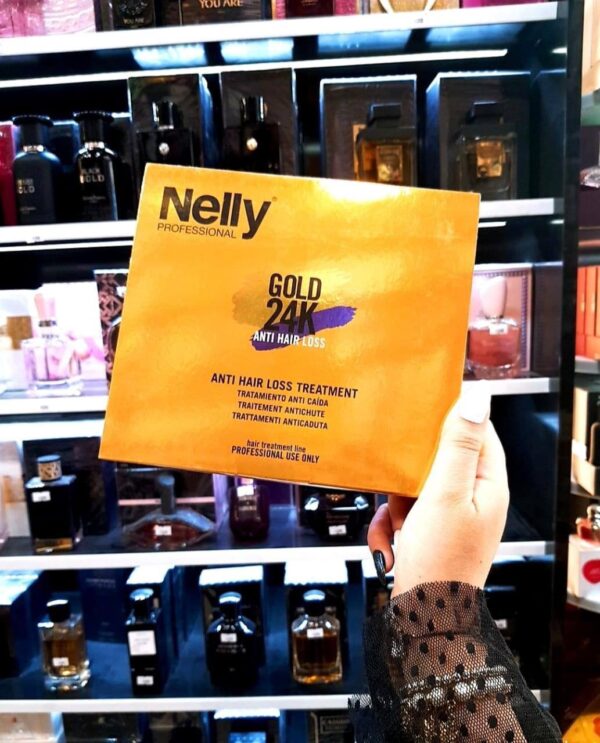 YOU ARE
Nelly
PROFESSIONAL
GOLD
24K
ANTI HAIR LOSS
ANTI HAIR LOSS TREATMENT
TRATAMIENTO ANTI CAÍDA
TRAITEMENT ANTICHUTE
TRATTAMENTI ANTICADUTA
hair treatment line
PROFESSIONAL USE ONLY